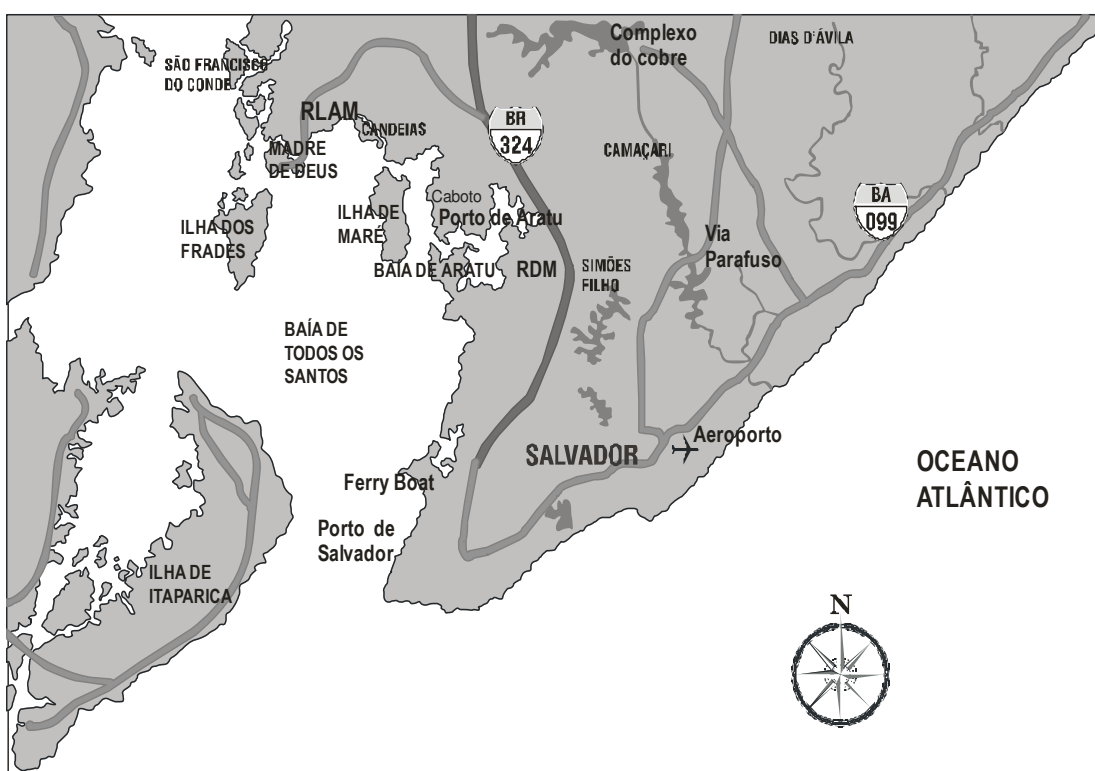 Complexo
do cobre
DIAS D'ÁVILA
SÃO FRANCISCO
DO CONDE
RLAM
CANDEIAS
BR
324
MADRE
DE DEUS
CAMAÇARI
BA
099
ILHA DOS
FRADES
ILHA DE
MARÉ
Caboto
Porto de Aratu
BAÍA DE ARATU
RDM
SIMÕES
FILHO
Via
Parafuso
BAÍA DE
TODOS OS
SANTOS
SALVADOR
Aeroporto
Ferry Boat
OCEANO
ATLÂNTICO
Porto de
Salvador
ILHA DE
ITAPARICA
N